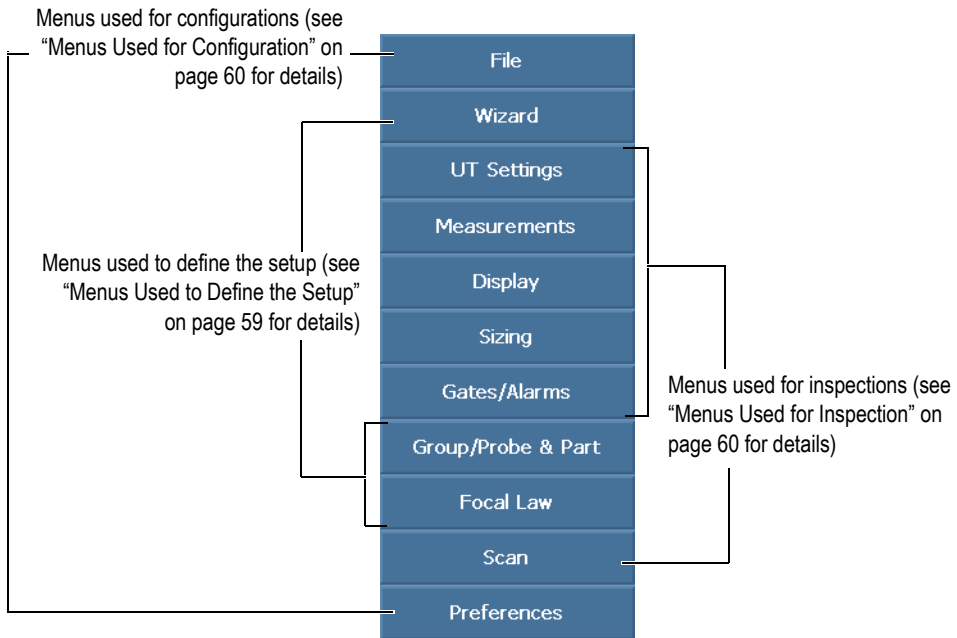 Menus used for configurations (see
“Menus Used for Configuration” on
page 60 for details)
File
Wizard
UT Settings
Measurements
Display
Sizing
Gates/Alarms
Group/Probe & Part
Focal Law
Scan
Preferences
Menus used to define the setup (see
“Menus Used to Define the Setup”
on page 59 for details)
Menus used for inspections (see
“Menus Used for Inspection” on
page 60 for details)